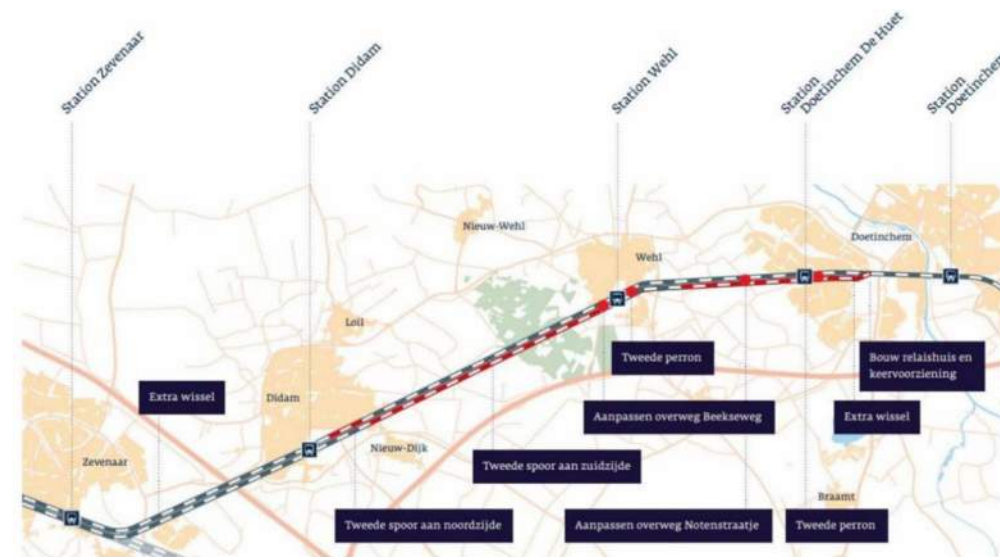 Station Zevenaar
Station Didam
Station Wehl
Station
Doetinchem De Huet
Station
Doetinchem
Nieuw-Wehl
Wehl
Doetinchem
Loil
Tweede perron
Bouw relaishuis en
keervoorziening
Extra wissel
Didam
Aanpassen overweg Beekseweg
Extra wissel
Nieuw-Dijk
Zevenaar
Tweede spoor aan zuidzijde
Braamt
Tweede spoor aan noordzijde
Aanpassen overweg Notenstraatje
Tweede perron